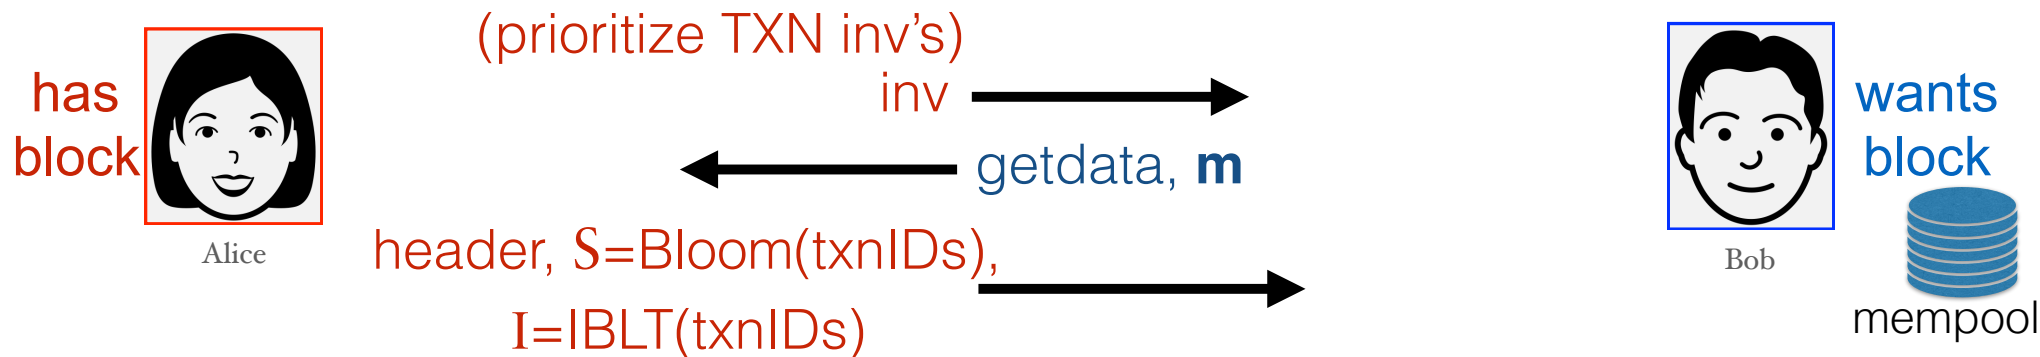 (prioritize TXN inv's)
has
block
inv
wants
block
getdata, m
Alice
header, S=Bloom(txnIDs),
I=IBLT(txnIDs)
Bob
mempool